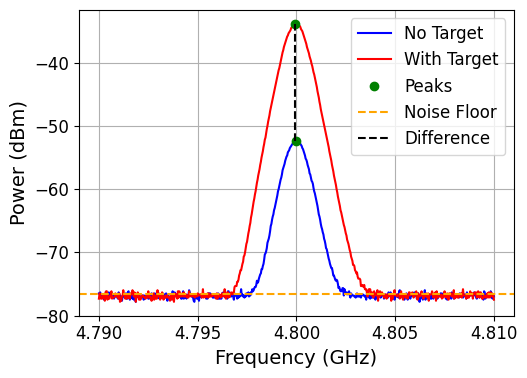 No Target
With Target
Peaks
Noise Floor
Difference
Power (dBm)
−40
−50
−60
−70
−80
4.790 4.795 4.800 4.805 4.810
Frequency (GHz)